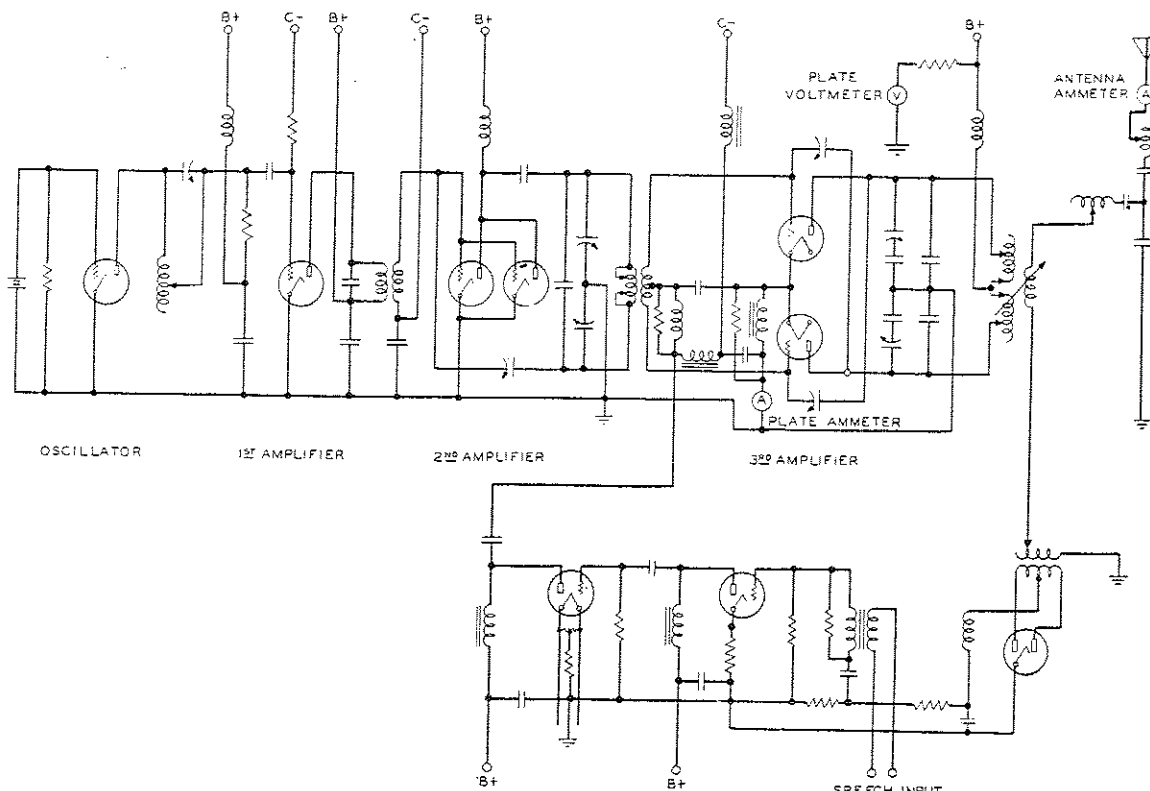 B+
C-
B+
C-
B+
C-
B+
PLATE
VOLTMETER
V
ANTENNA
AMMETER
A
A
PLATE AMMETER
OSCILLATOR
1ST AMPLIFIER
2ND AMPLIFIER
3RD AMPLIFIER
B+
B+
SPEECH INPUT